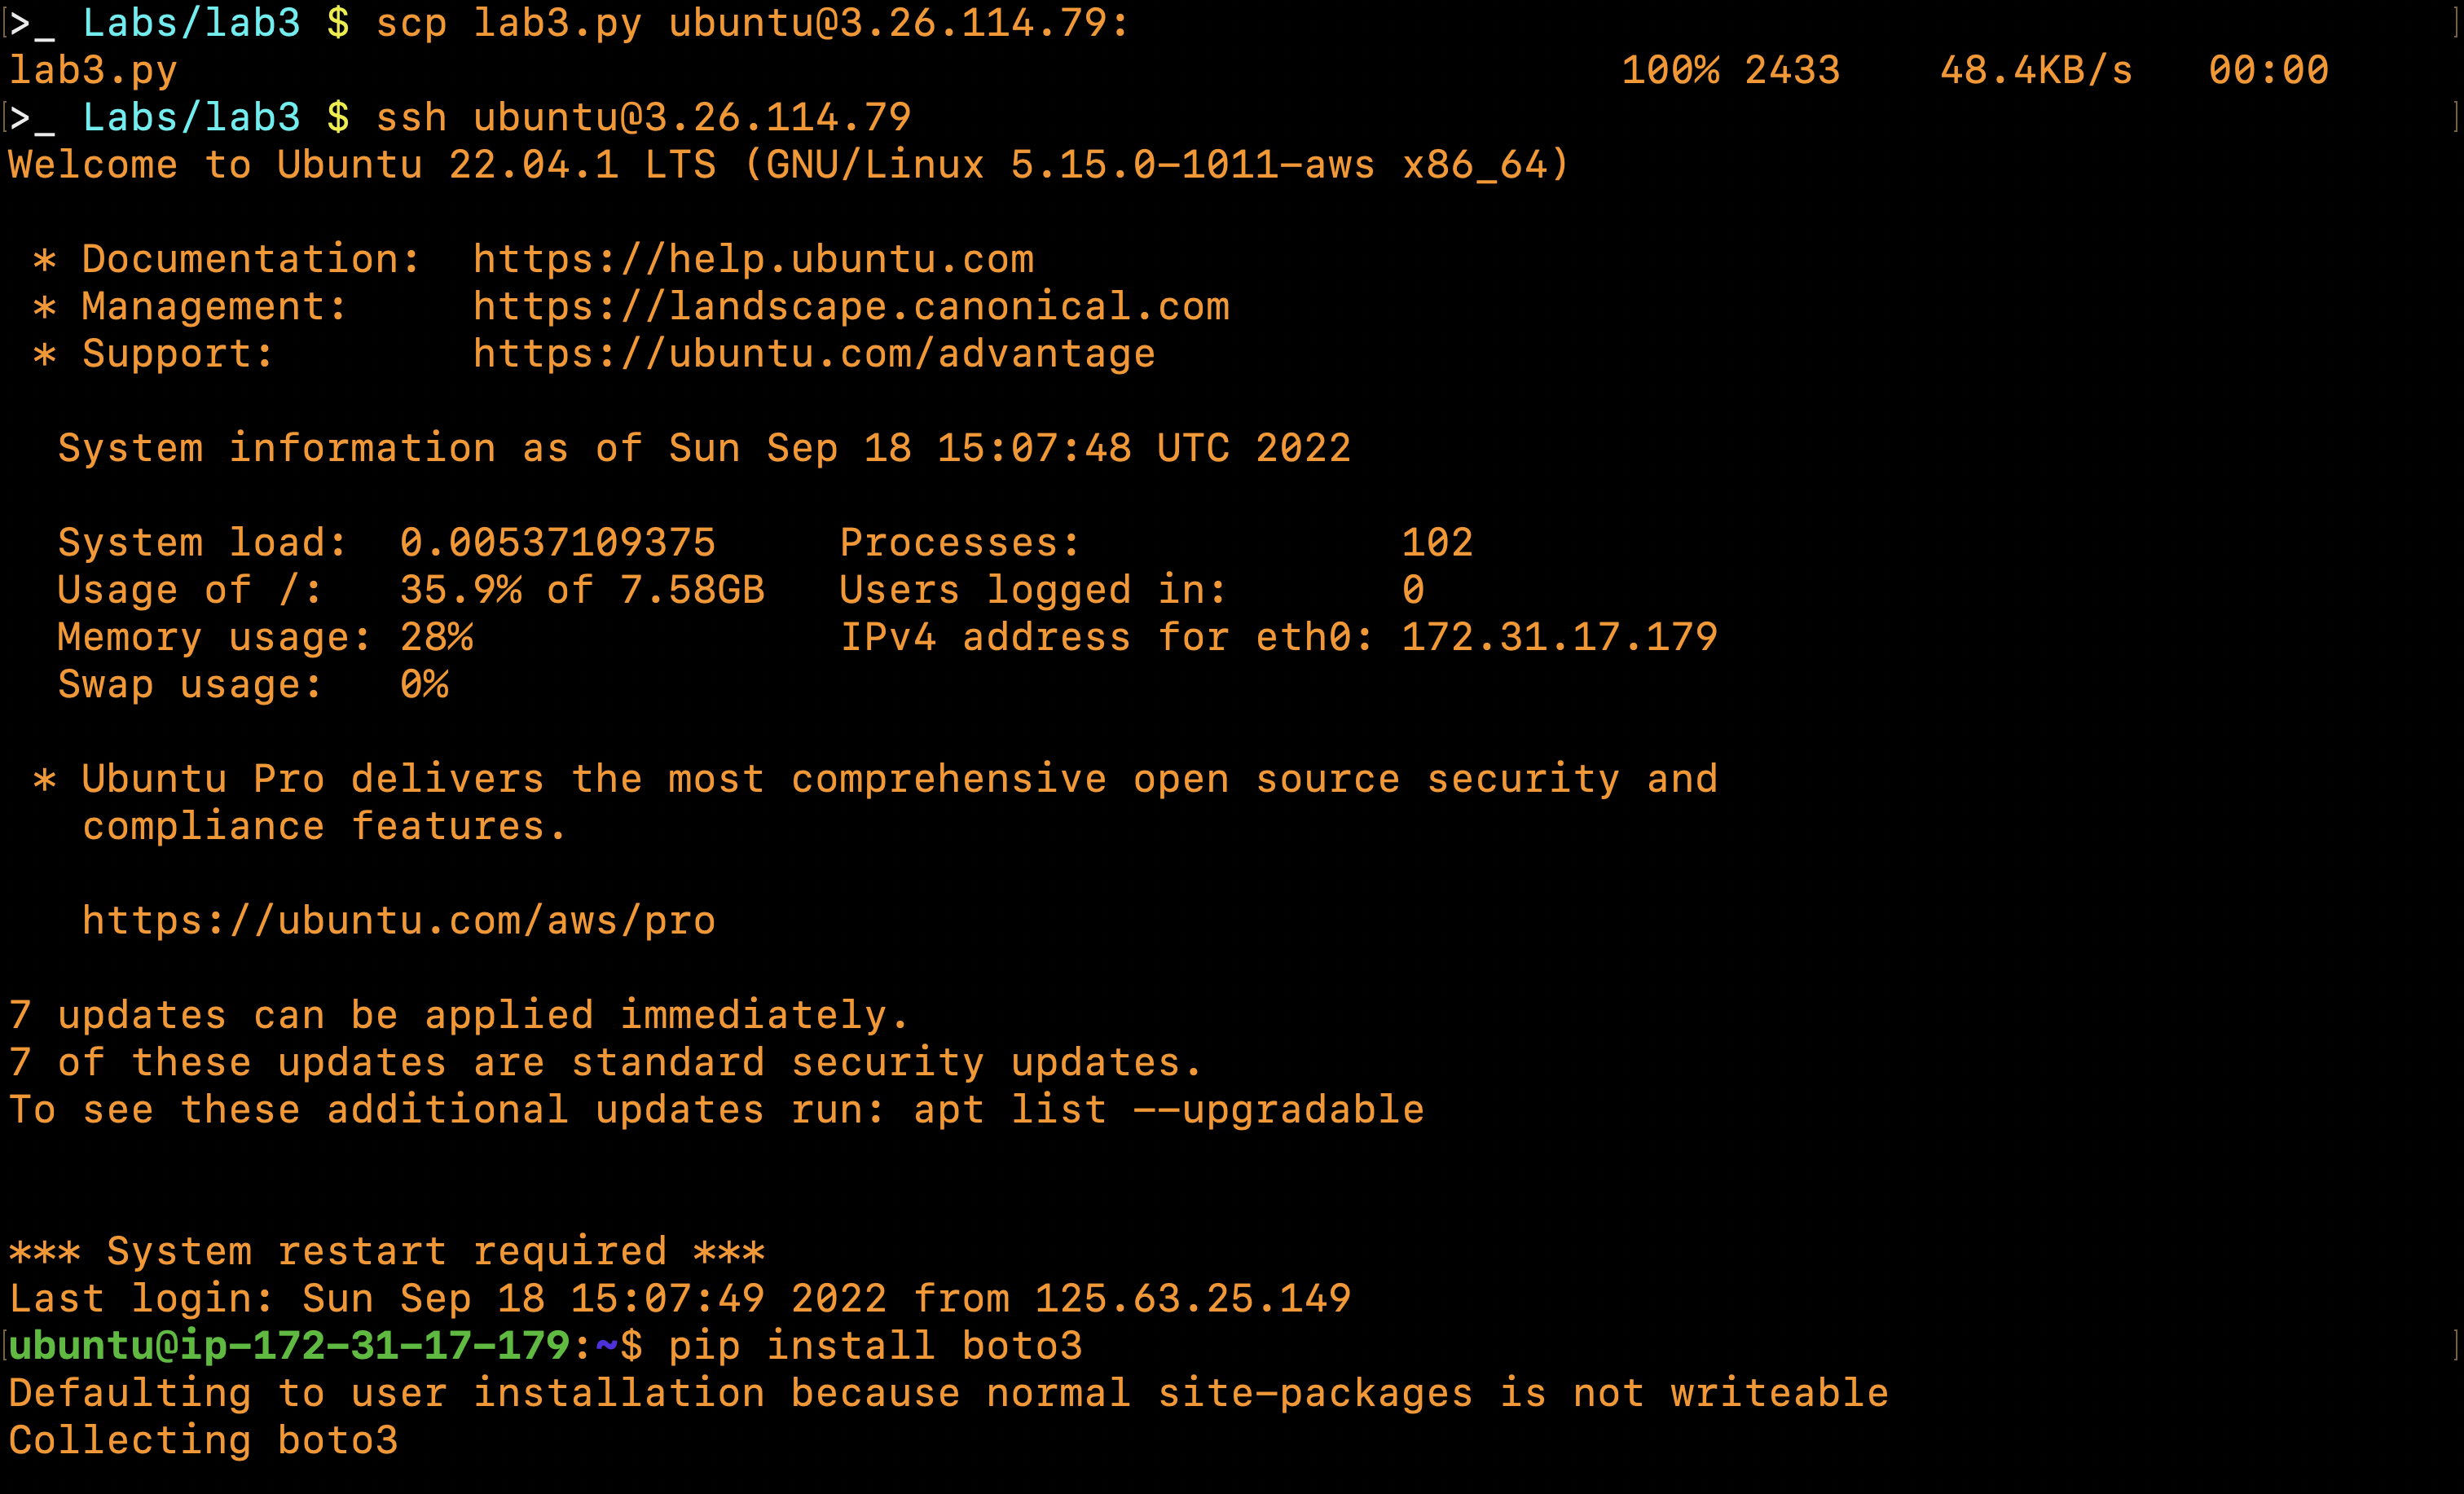 >_ Labs/lab3 $ scp lab3.py ubuntu@3.26.114.79:
lab3.py 100% 2433 48.4KB/s 00:00
>_ Labs/lab3 $ ssh ubuntu@3.26.114.79
Welcome to Ubuntu 22.04.1 LTS (GNU/Linux 5.15.0-1011-aws x86_64)
* Documentation: https://help.ubuntu.com
* Management: https://landscape.canonical.com
* Support: https://ubuntu.com/advantage
System information as of Sun Sep 18 15:07:48 UTC 2022
System load: 0.00537109375 Processes: 102
Usage of /: 35.9% of 7.58GB Users logged in: 0
Memory usage: 28% IPv4 address for eth0: 172.31.17.179
Swap usage: 0%
* Ubuntu Pro delivers the most comprehensive open source security and
compliance features.
https://ubuntu.com/aws/pro
7 updates can be applied immediately.
7 of these updates are standard security updates.
To see these additional updates run: apt list --upgradable
*** System restart required ***
Last login: Sun Sep 18 15:07:49 2022 from 125.63.25.149
ubuntu@ip-172-31-17-179:~$ pip install boto3
Defaulting to user installation because normal site-packages is not writeable
Collecting boto3